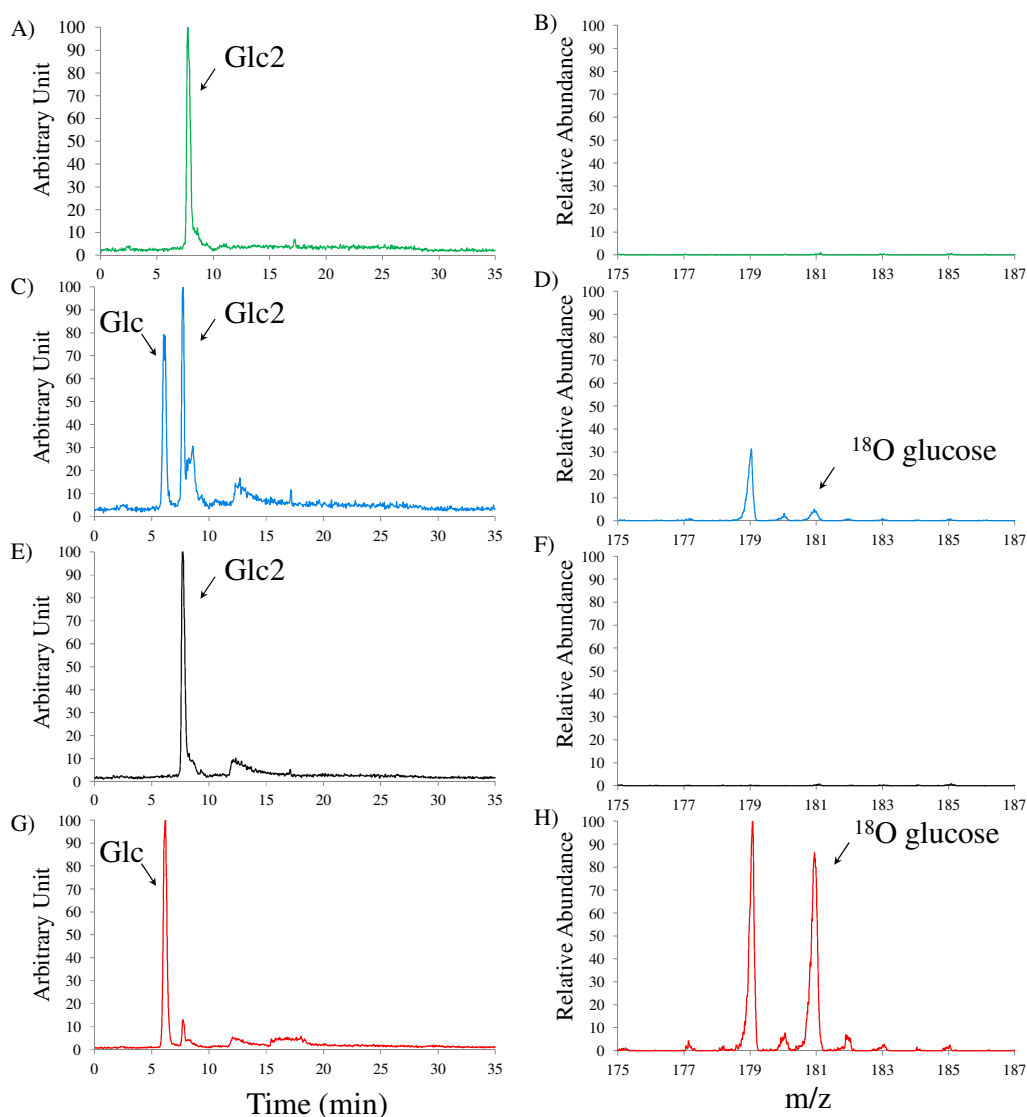 A)
Arbitrary Unit
100
90
80
70
60
50
40
30
20
10
0
Glc2
0 5 10 15 20 25 30 35
B)
Relative Abundance
100
90
80
70
60
50
40
30
20
10
0
175 177 179 181 183 185 187
C)
Arbitrary Unit
100
90
80
70
60
50
40
30
20
10
0
Glc
Glc2
0 5 10 15 20 25 30 35
D)
Relative Abundance
100
90
80
70
60
50
40
30
20
10
0
¹⁸O glucose
175 177 179 181 183 185 187
E)
Arbitrary Unit
100
90
80
70
60
50
40
30
20
10
0
Glc2
0 5 10 15 20 25 30 35
F)
Relative Abundance
100
90
80
70
60
50
40
30
20
10
0
175 177 179 181 183 185 187
G)
Arbitrary Unit
100
90
80
70
60
50
40
30
20
10
0
Glc
0 5 10 15 20 25 30 35
Time (min)
H)
Relative Abundance
100
90
80
70
60
50
40
30
20
10
0
¹⁸O glucose
175 177 179 181 183 185 187
m/z